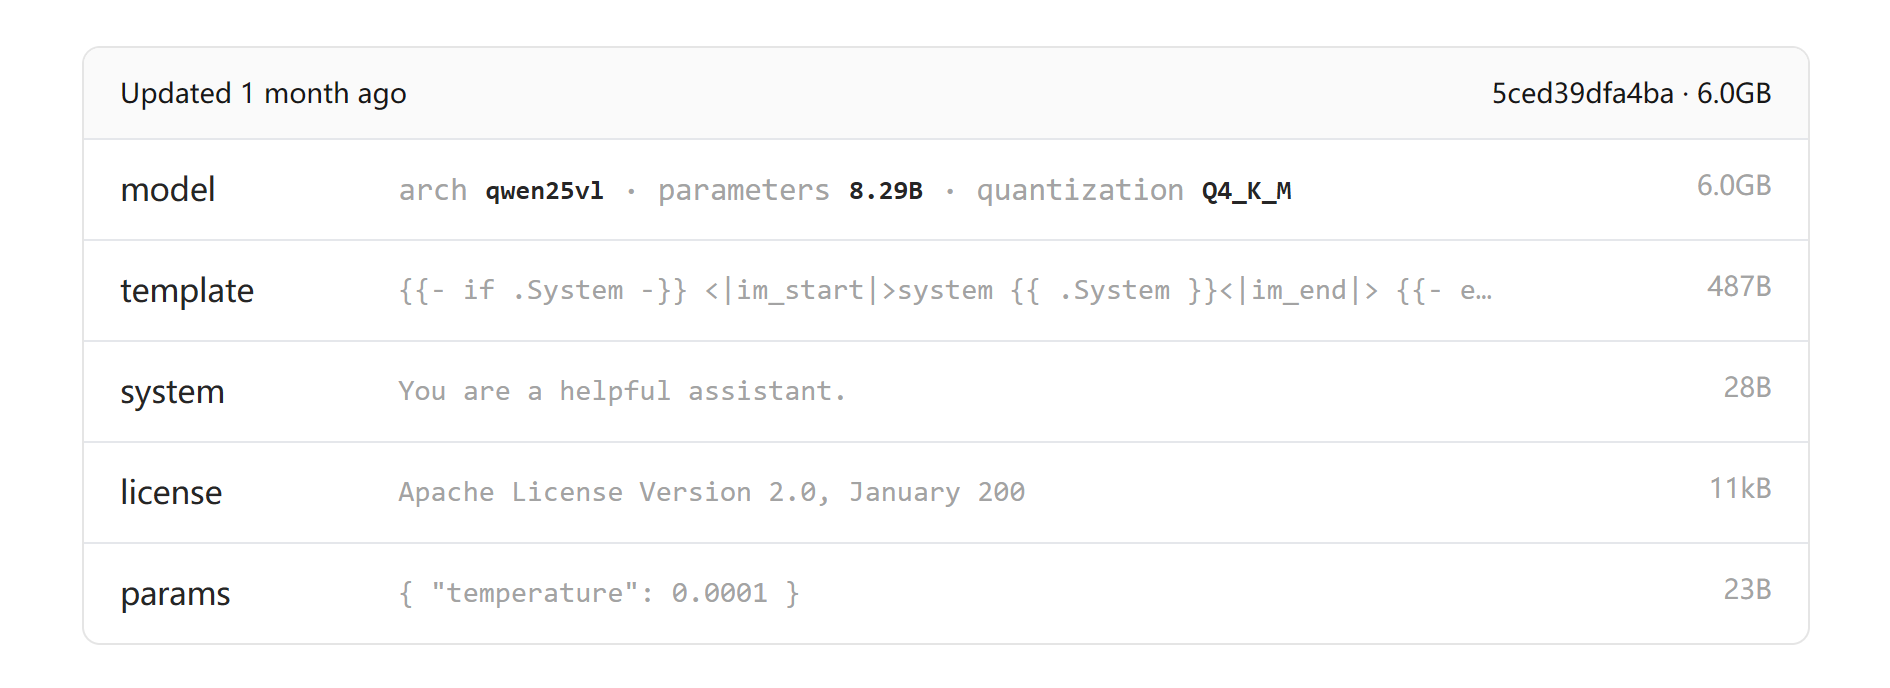 Updated 1 month ago 5ced39dfa4ba · 6.0GB
model arch qwen25vl · parameters 8.29B · quantization Q4_K_M 6.0GB
template {{- if .System -}} <|im_start|>system {{ .System }}<|im_end|> {{- e… 487B
system You are a helpful assistant. 28B
license Apache License Version 2.0, January 200 11kB
params { "temperature": 0.0001 } 23B